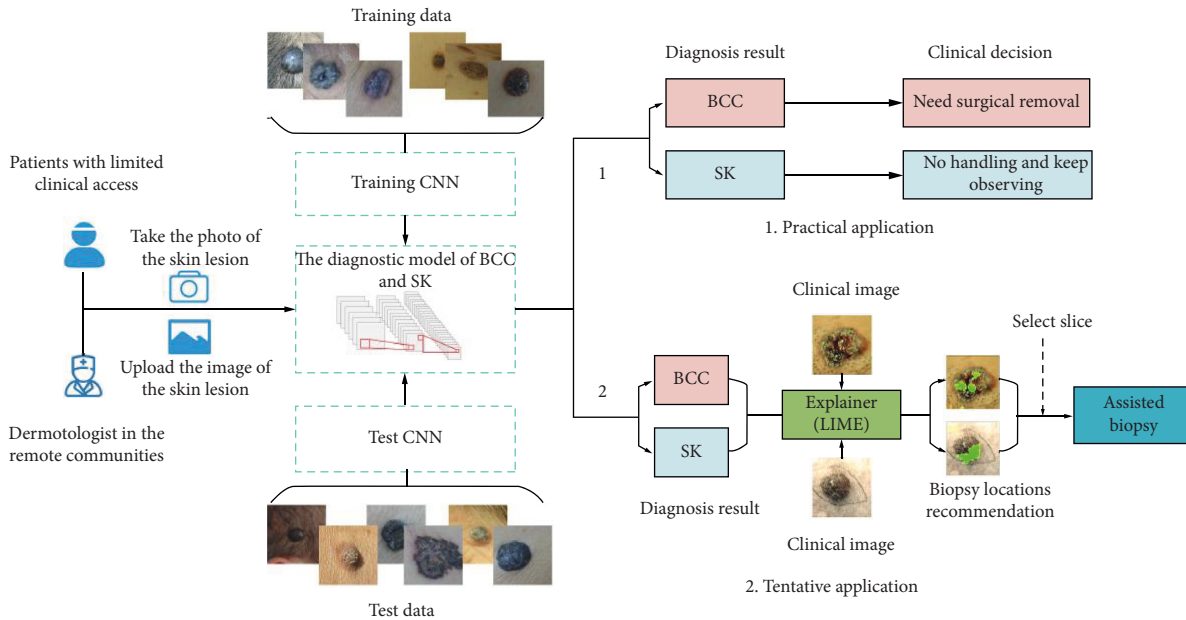 Training data
Training CNN
Patients with limited
clinical access
Take the photo of
the skin lesion
Upload the image of
the skin lesion
Dermotologist in the
remote communities
The diagnostic model of BCC
and SK
Test CNN
Test data
1
Diagnosis result
Clinical decision
BCC
Need surgical removal
SK
No handling and keep
observing
1. Practical application
2
BCC
SK
Diagnosis result
Clinical image
Explainer
(LIME)
Clinical image
Select slice
Biopsy locations
recommendation
Assisted
biopsy
2. Tentative application